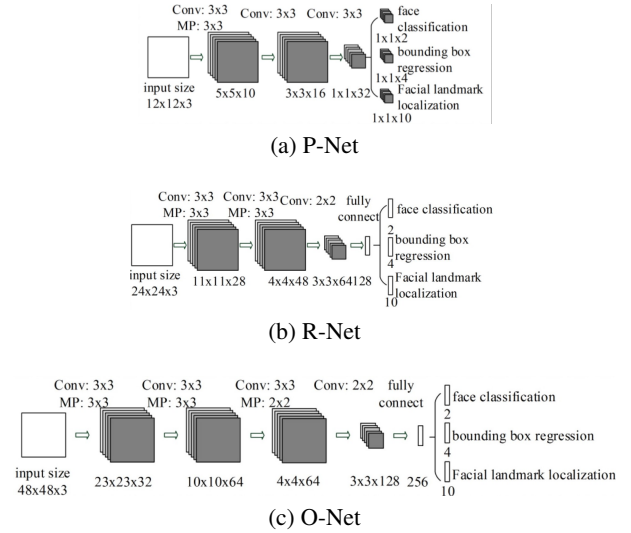 Conv: 3x3 Conv: 3x3 Conv: 3x3
MP: 3x3
face
classification
1x1x2
bounding box
regression
1x1x4
Facial landmark
localization
1x1x10
input size
12x12x3
5x5x10
3x3x16
1x1x32
(a) P-Net
Conv: 3x3 Conv: 3x3 Conv: 2x2 fully
MP: 3x3 MP: 3x3 connect
face classification
2
bounding box
regression
4
Facial landmark
localization
10
input size
24x24x3
11x11x28
4x4x48
3x3x64
128
(b) R-Net
Conv: 3x3 Conv: 3x3 Conv: 3x3 Conv: 2x2 fully
MP: 3x3 MP: 3x3 MP: 2x2 connect
face classification
2
bounding box regression
4
Facial landmark localization
10
input size
48x48x3
23x23x32
10x10x64
4x4x64
3x3x128
256
(c) O-Net